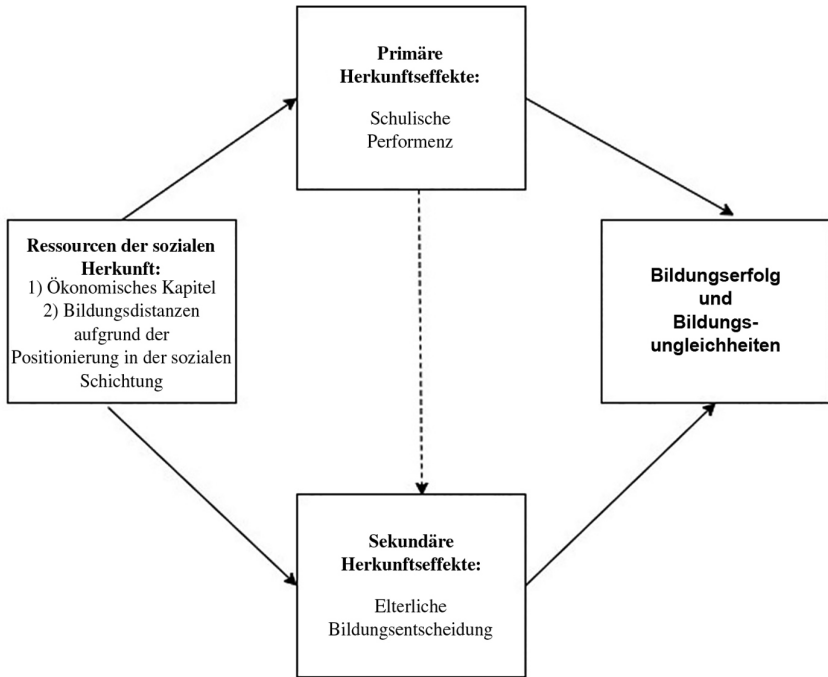 Primäre
Herkunftseffekte:
Schulische
Performenz
Ressourcen der sozialen
Herkunft:
1) Ökonomisches Kapitel
2) Bildungsdistanzen
aufgrund der
Positionierung in der sozialen
Schichtung
Bildungserfolg
und
Bildungs-
ungleichheiten
Sekundäre
Herkunftseffekte:
Elterliche
Bildungsentscheidung